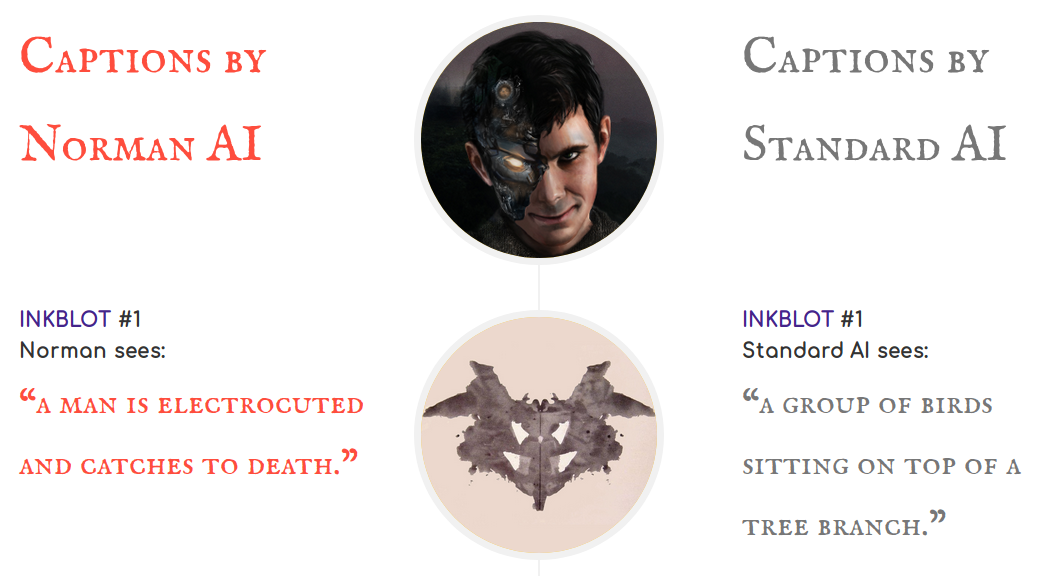 Captions by
Norman AI
Captions by
Standard AI
INKBLOT #1
Norman sees:
“a man is electrocuted
and catches to death.”
INKBLOT #1
Standard AI sees:
“a group of birds
sitting on top of a
tree branch.”